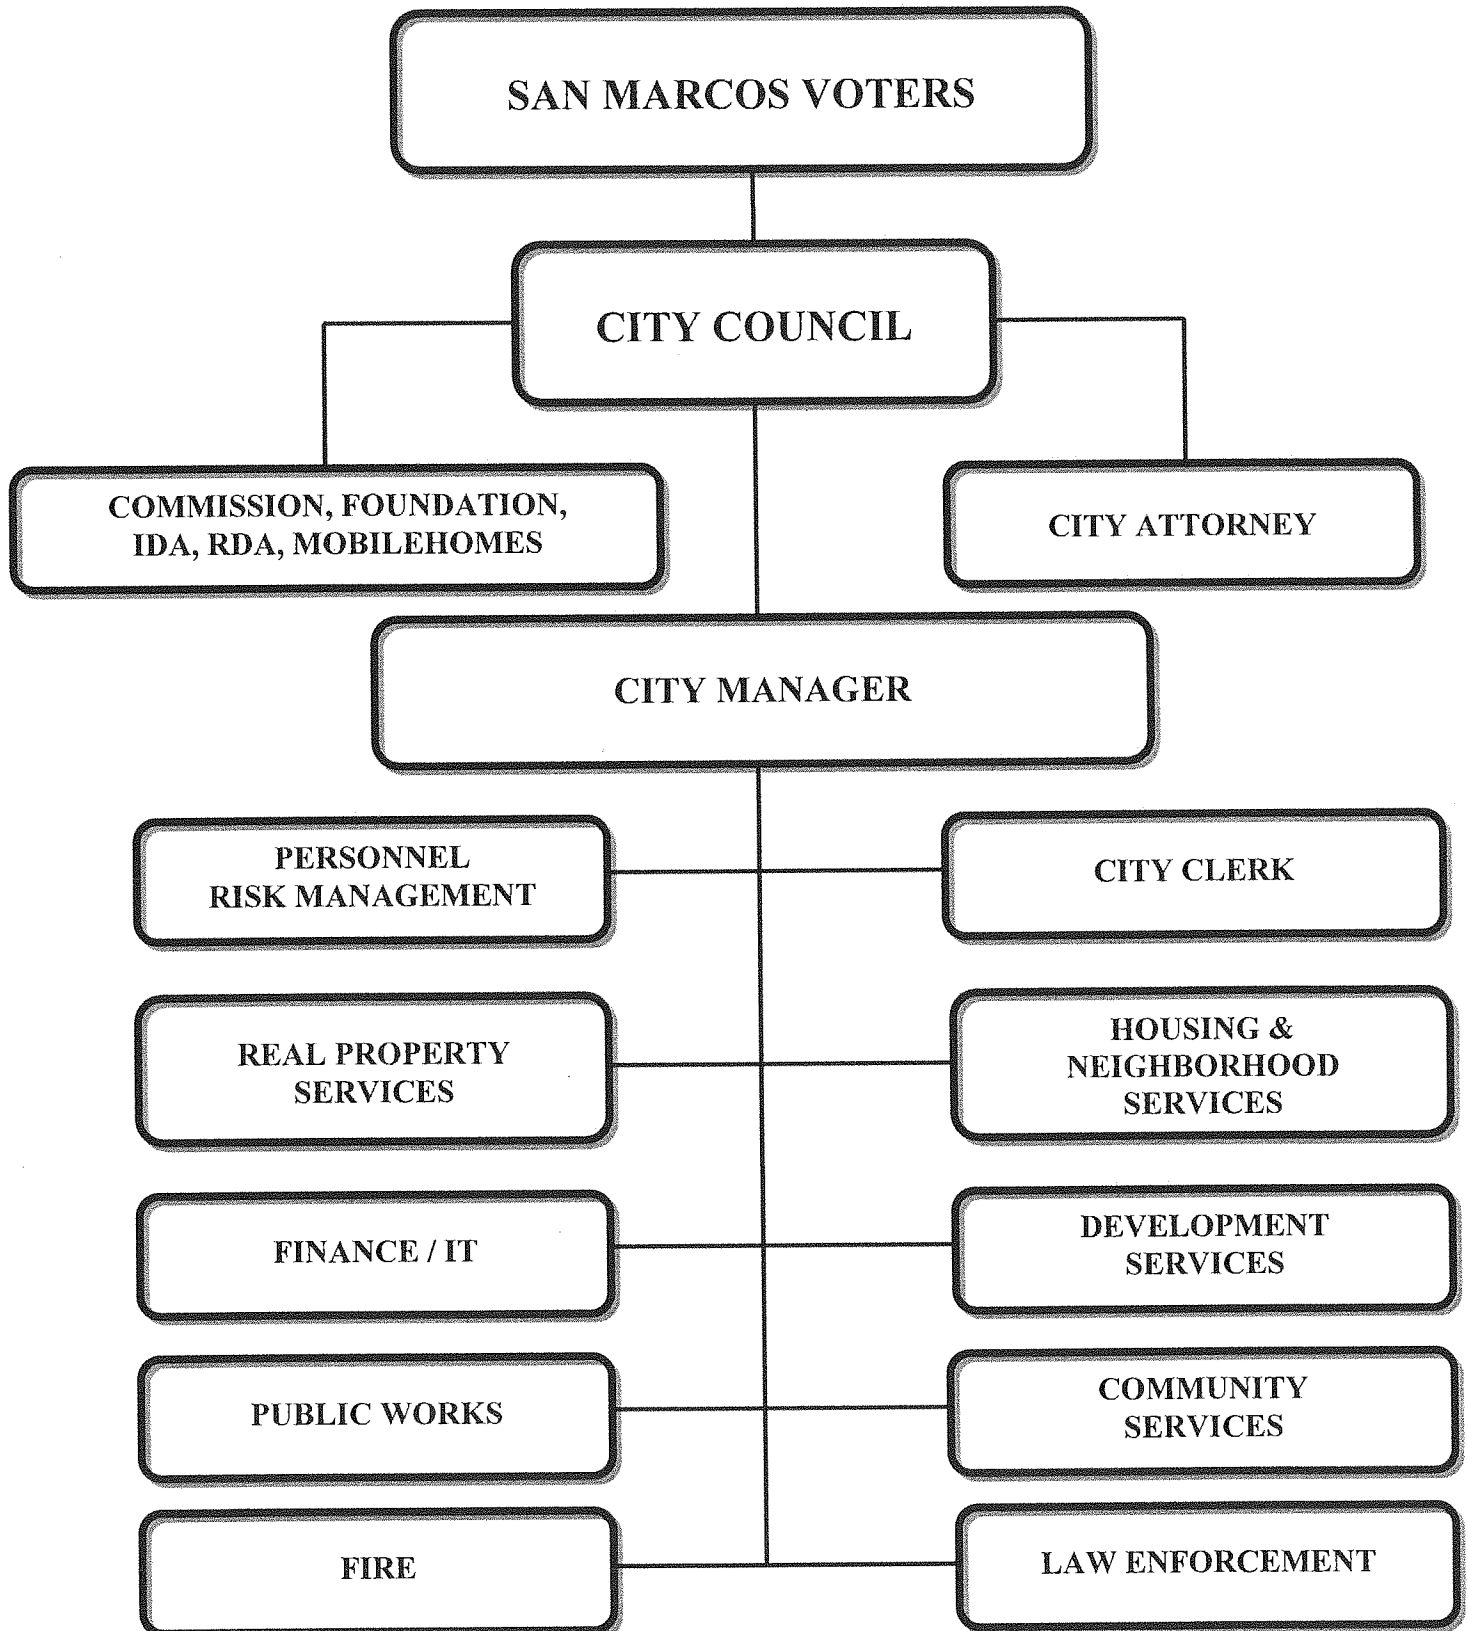 SAN MARCOS VOTERS
CITY COUNCIL
COMMISSION, FOUNDATION,
IDA, RDA, MOBILEHOMES
CITY ATTORNEY
CITY MANAGER
PERSONNEL
RISK MANAGEMENT
CITY CLERK
REAL PROPERTY
SERVICES
HOUSING &
NEIGHBORHOOD
SERVICES
FINANCE / IT
DEVELOPMENT
SERVICES
PUBLIC WORKS
COMMUNITY
SERVICES
FIRE
LAW ENFORCEMENT